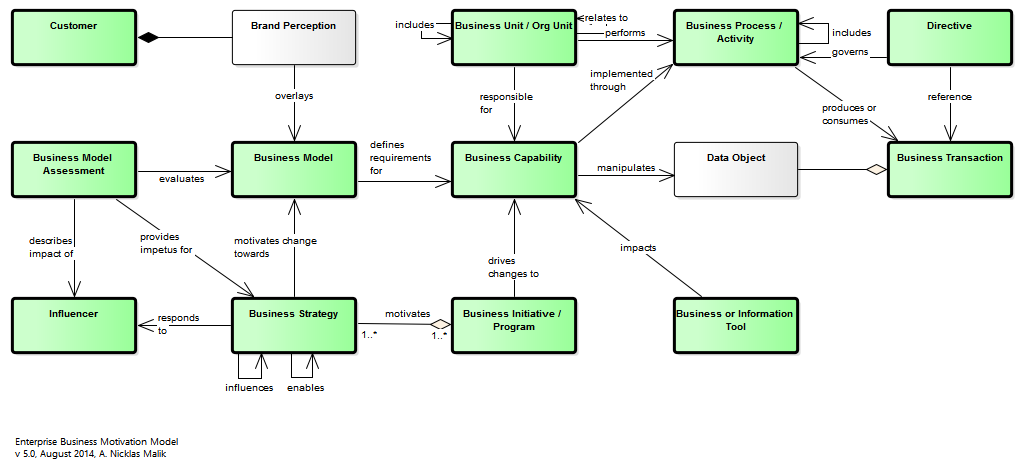 Customer
Brand Perception
includes
Business Unit / Org Unit
relates to
performs
Business Process /
Activity
includes
governs
Directive
overlays
responsible
for
implemented
through
produces or
consumes
reference
Business Model
Assessment
evaluates
Business Model
defines
requirements
for
Business Capability
manipulates
Data Object
Business Transaction
describes
impact of
provides
impetus for
motivates change
towards
drives
changes to
impacts
Influencer
responds
to
Business Strategy
motivates
1..*
1..*
Business Initiative /
Program
Business or Information
Tool
influences
enables
Enterprise Business Motivation Model
v 5.0, August 2014, A. Nicklas Malik